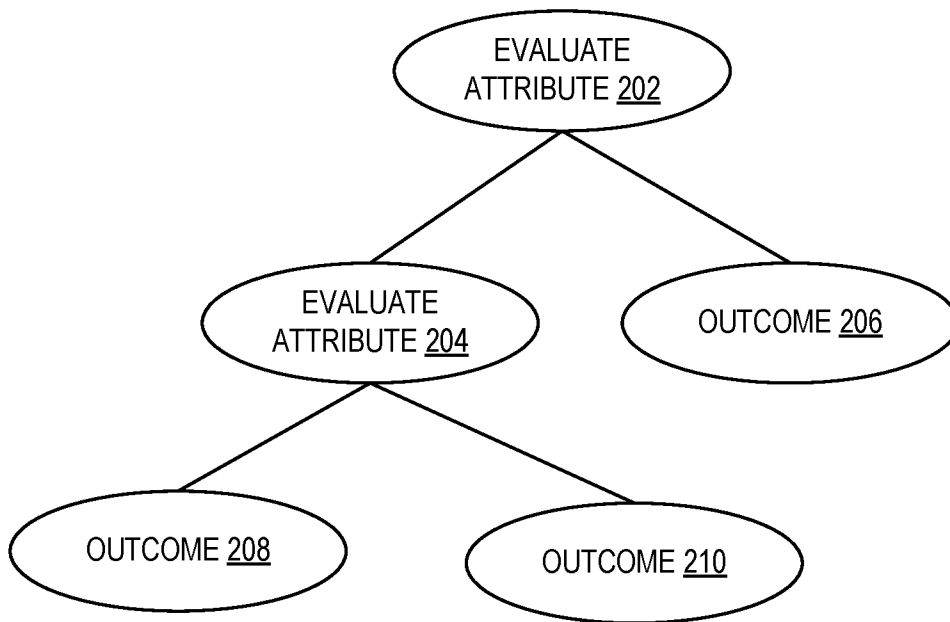 EVALUATE
ATTRIBUTE 202
EVALUATE
ATTRIBUTE 204
OUTCOME 206
OUTCOME 208
OUTCOME 210